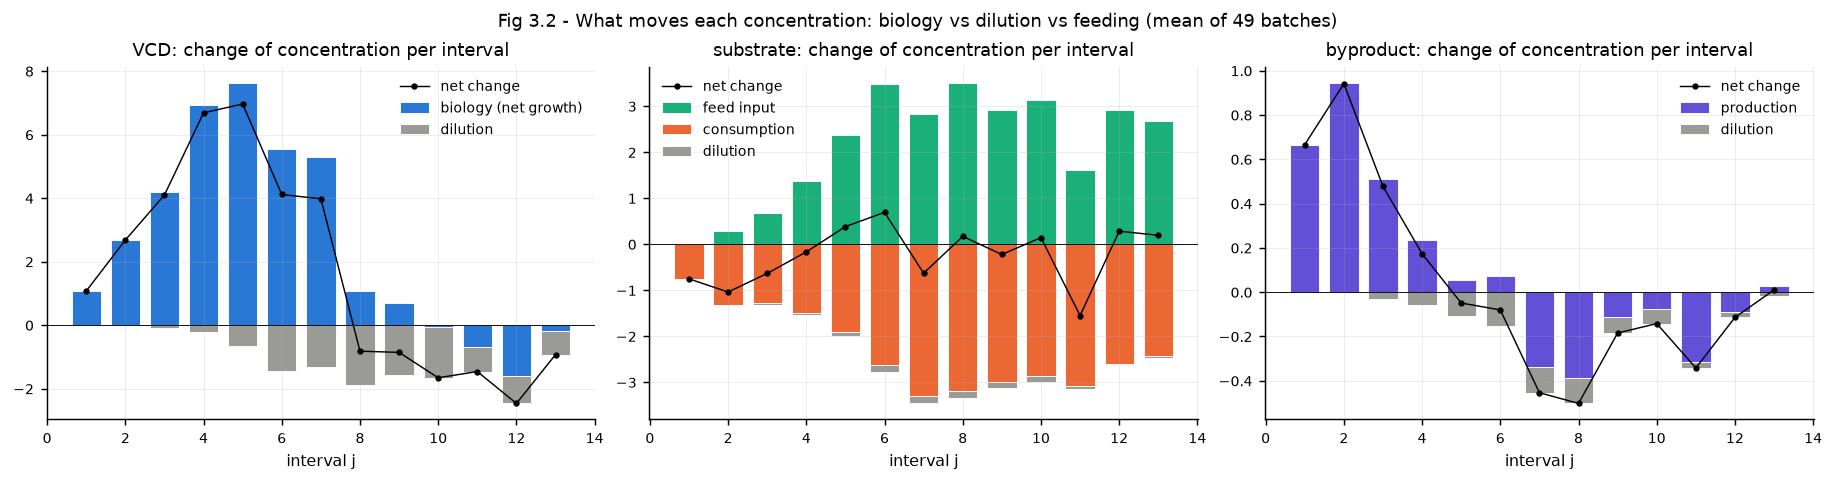 Fig 3.2 - What moves each concentration: biology vs dilution vs feeding (mean of 49 batches)
VCD: change of concentration per interval
8
6
4
2
0
−2
0
2
4
6
8
10
12
14
interval j
net change
biology (net growth)
dilution
substrate: change of concentration per interval
3
2
1
0
−1
−2
−3
0
2
4
6
8
10
12
14
interval j
net change
feed input
consumption
dilution
byproduct: change of concentration per interval
1.0
0.8
0.6
0.4
0.2
0.0
−0.2
−0.4
0
2
4
6
8
10
12
14
interval j
net change
production
dilution